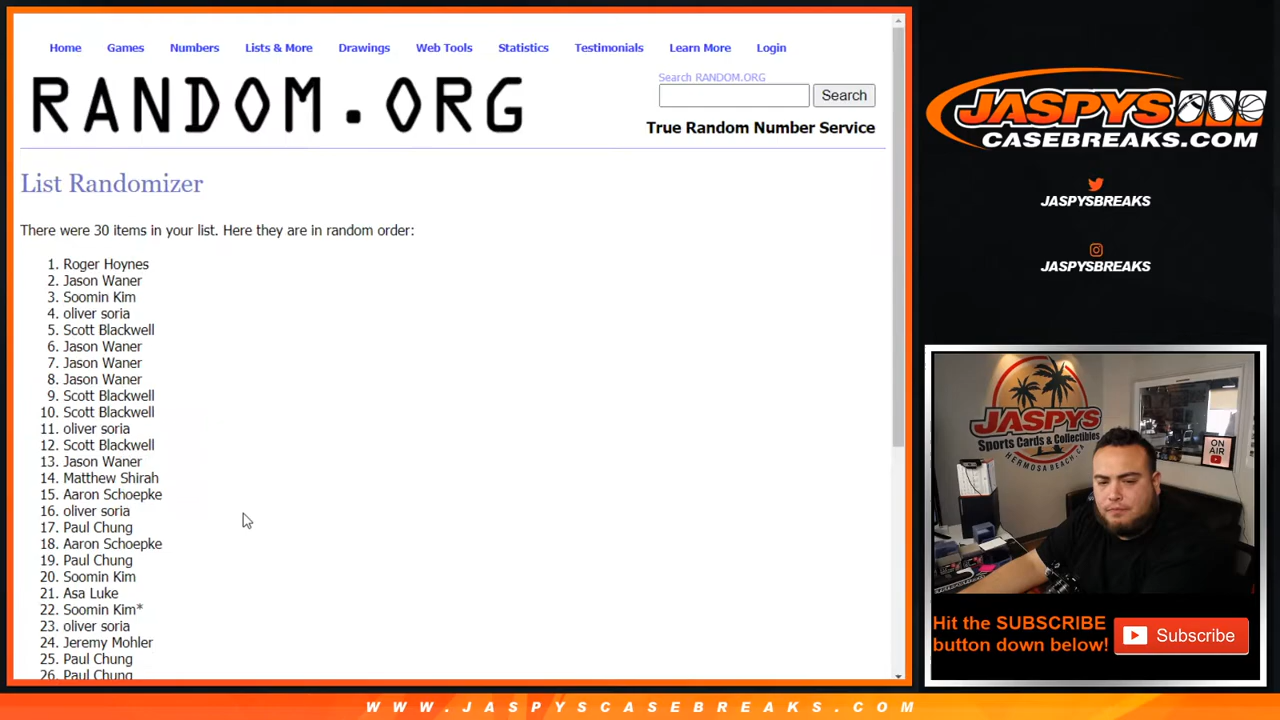 Home Games Numbers Lists & More Drawings Web Tools Statistics Testimonials Learn More Login
RANDOM.ORG
Search RANDOM.ORG
Search
True Random Number Service
List Randomizer
There were 30 items in your list. Here they are in random order:
1. Roger Hoynes
2. Jason Waner
3. Soomin Kim
4. oliver soria
5. Scott Blackwell
6. Jason Waner
7. Jason Waner
8. Jason Waner
9. Scott Blackwell
10. Scott Blackwell
11. oliver soria
12. Scott Blackwell
13. Jason Waner
14. Matthew Shirah
15. Aaron Schoepke
16. oliver soria
17. Paul Chung
18. Aaron Schoepke
19. Paul Chung
20. Soomin Kim
21. Asa Luke
22. Soomin Kim*
23. oliver soria
24. Jeremy Mohler
25. Paul Chung
26. Paul Chung
JASPYS
CASEBREAKS.COM
JASPYSBREAKS
JASPYSBREAKS
JASPYS
Sports Cards & Collectibles
HERMOSA BEACH, CA
ON
AIR
Hit the SUBSCRIBE
button down below!
Subscribe
WWW.JASPYSCASEBREAKS.COM